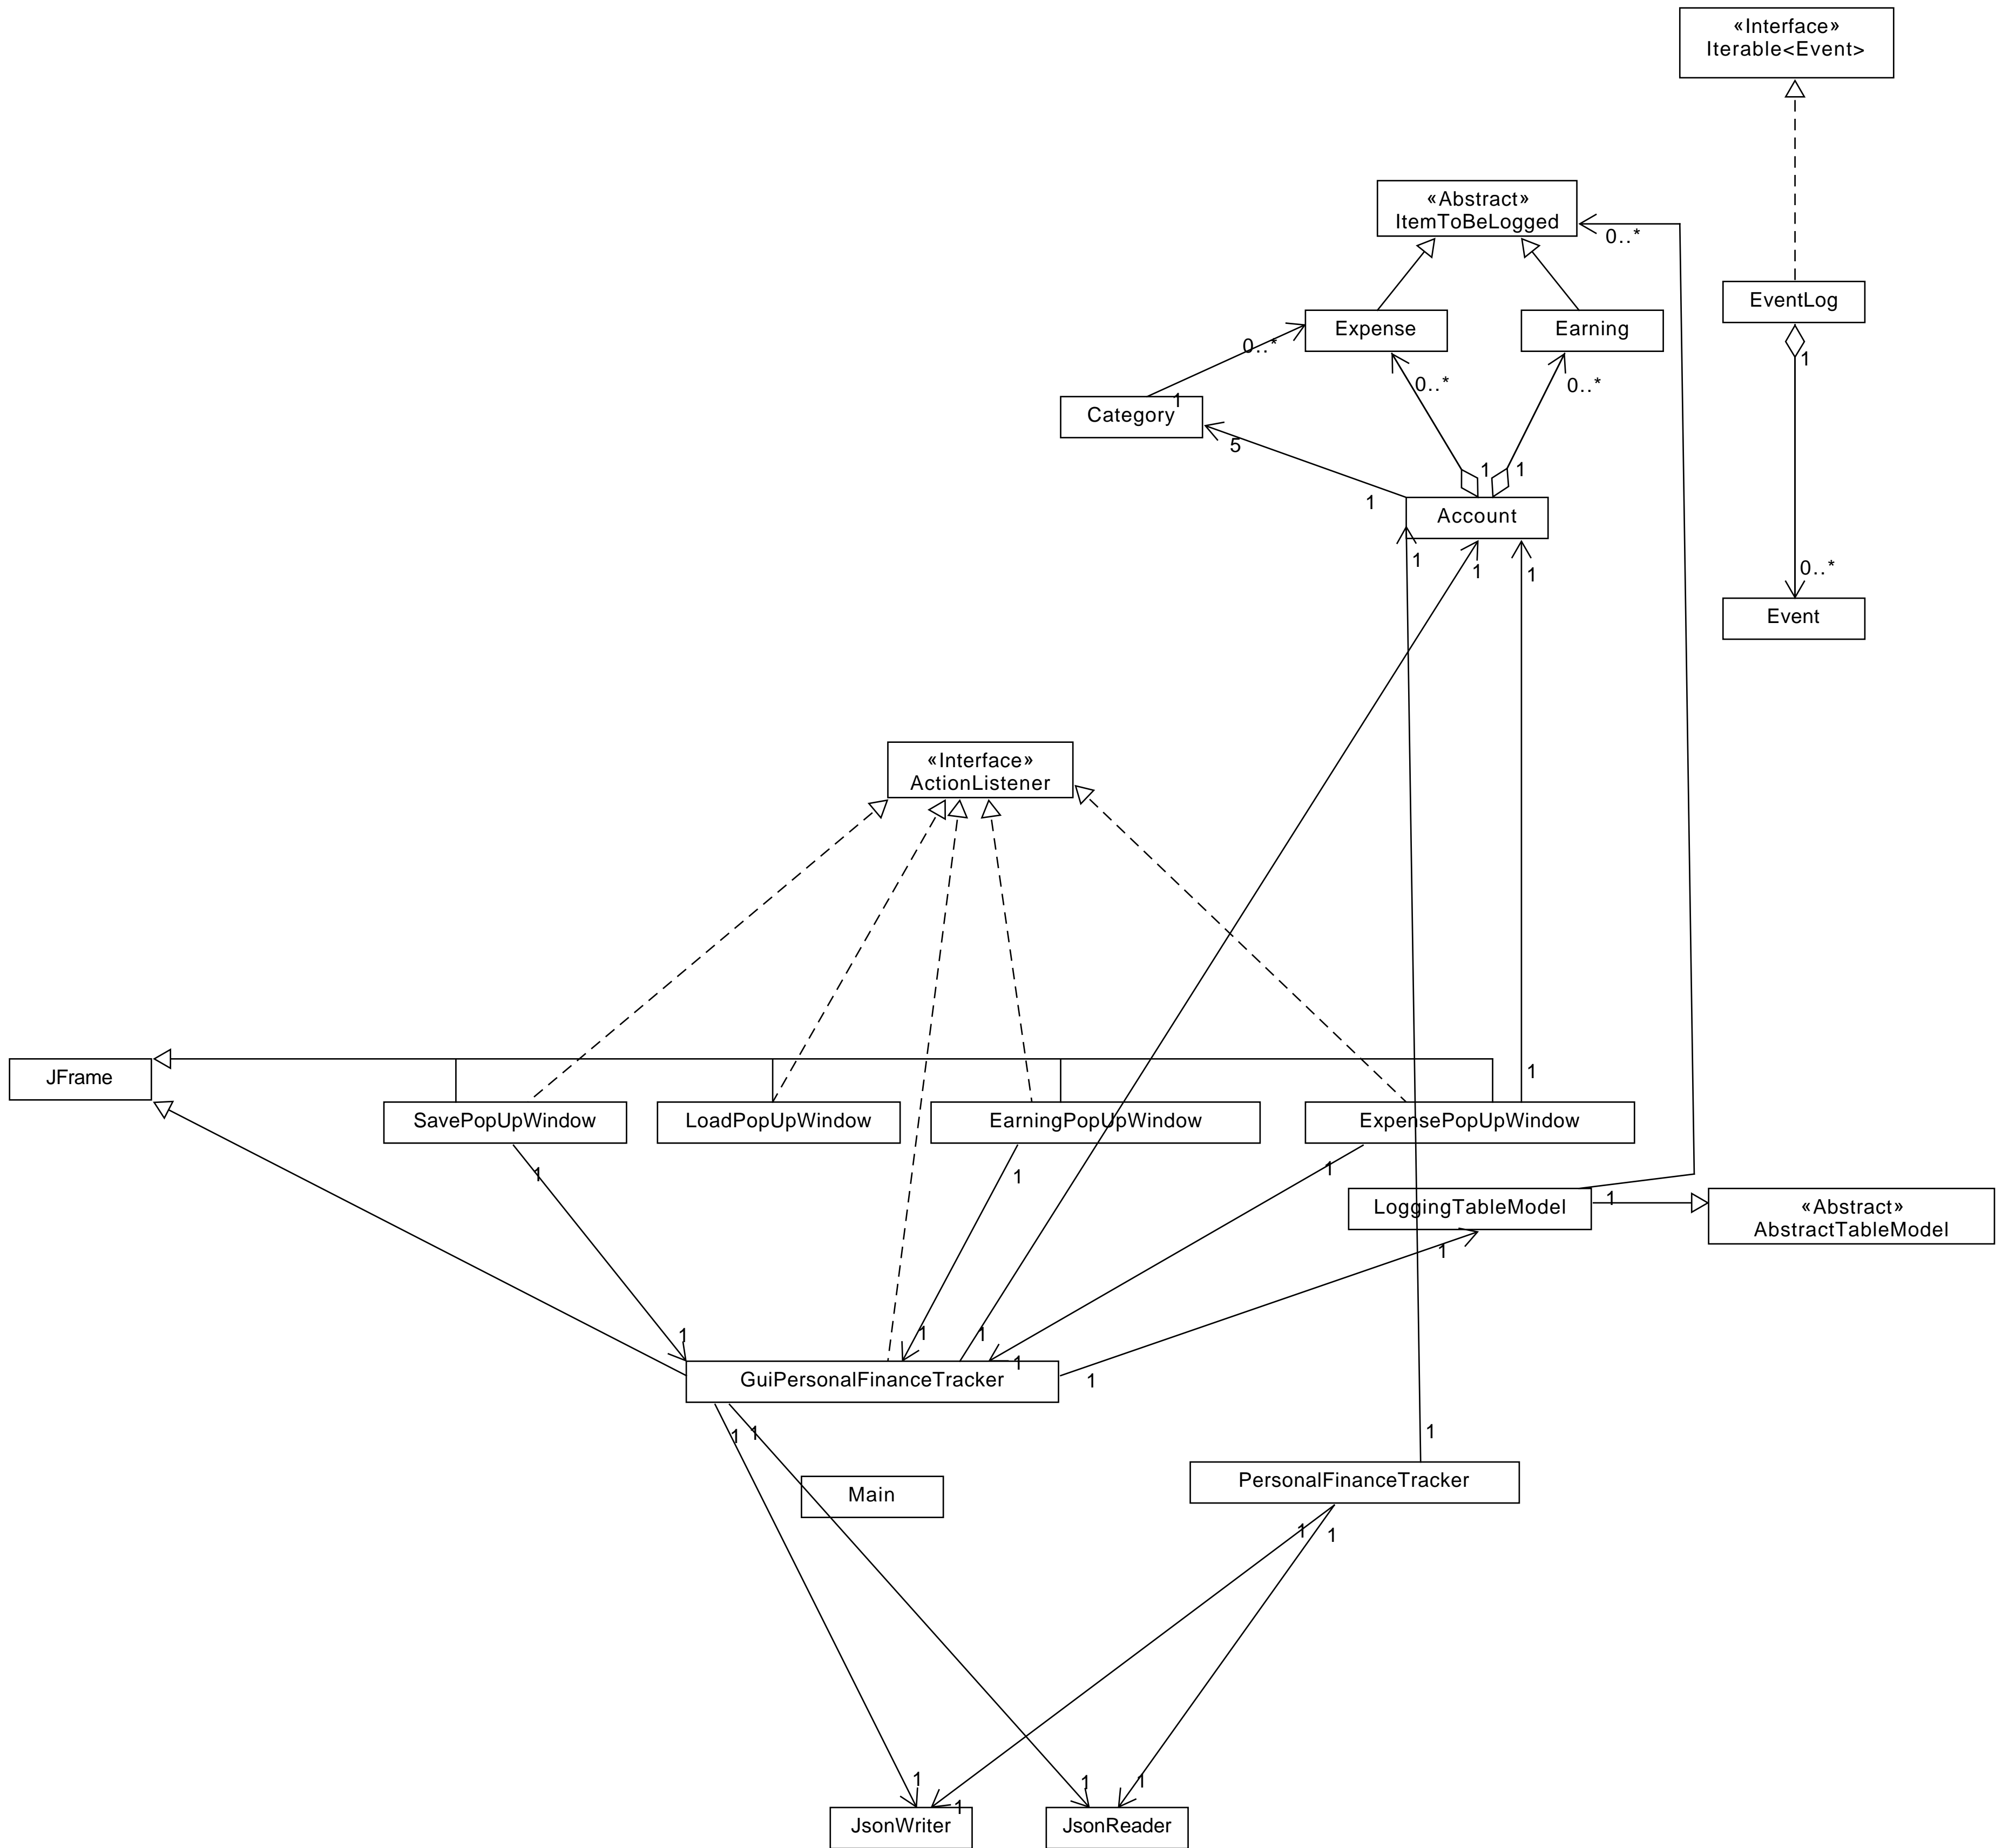 «Interface»
Iterable<Event>
«Abstract»
ItemToBeLogged
0..*
EventLog
1
Expense
Earning
0..*
0..*
0..*
Category
1
5
1
1
1
Account
1
1
1
0..*
Event
«Interface»
ActionListener
JFrame
1
SavePopUpWindow
LoadPopUpWindow
EarningPopUpWindow
ExpensePopUpWindow
1
1
1
LoggingTableModel
1
«Abstract»
AbstractTableModel
1
1
1
1
1
GuiPersonalFinanceTracker
1
1
1
1
Main
PersonalFinanceTracker
1
1
1
1
1
1
JsonWriter
JsonReader